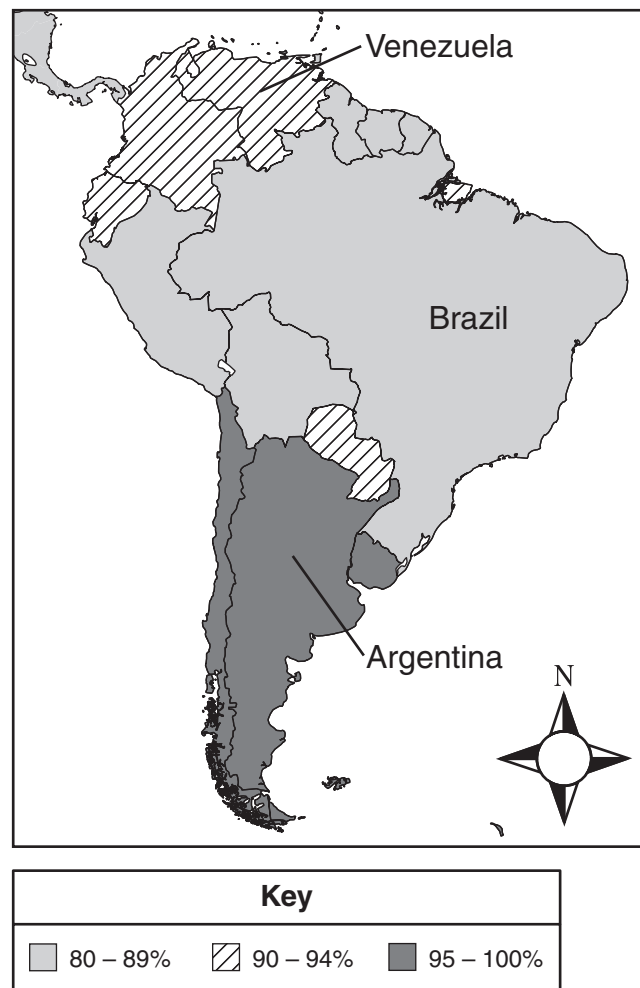 Venezuela
Brazil
Argentina
N
Key
80 – 89%
90 – 94%
95 – 100%